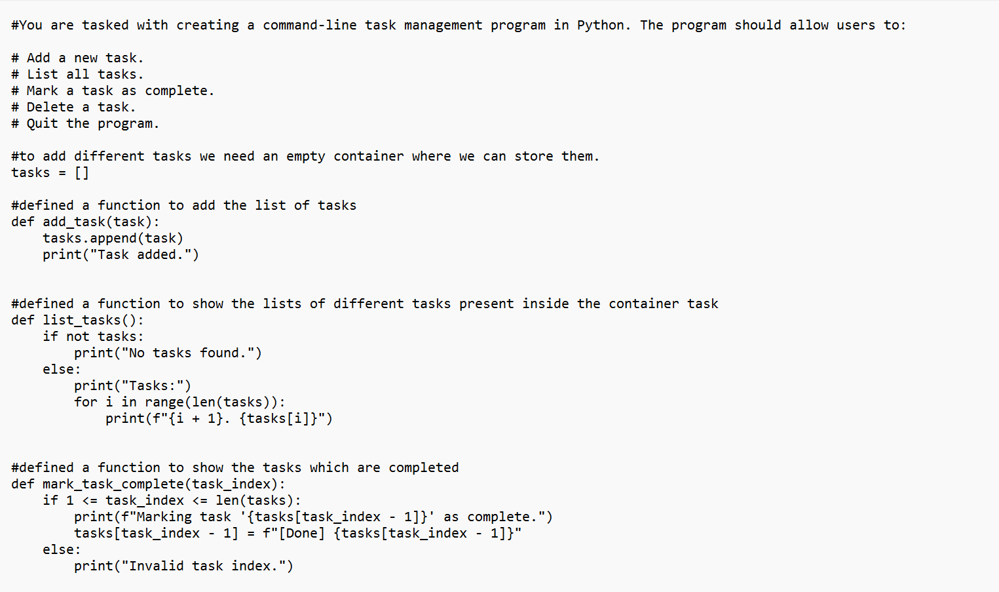 #You are tasked with creating a command-line task management program in Python. The program should allow users to:
# Add a new task.
# List all tasks.
# Mark a task as complete.
# Delete a task.
# Quit the program.
#to add different tasks we need an empty container where we can store them.
tasks = []
#defined a function to add the list of tasks
def add_task(task):
    tasks.append(task)
    print("Task added.")
#defined a function to show the lists of different tasks present inside the container task
def list_tasks():
    if not tasks:
        print("No tasks found.")
    else:
        print("Tasks:")
        for i in range(len(tasks)):
            print(f"{i + 1}. {tasks[i]}")
#defined a function to show the tasks which are completed
def mark_task_complete(task_index):
    if 1 <= task_index <= len(tasks):
        print(f"Marking task '{tasks[task_index - 1]}' as complete.")
        tasks[task_index - 1] = f"[Done] {tasks[task_index - 1]}"
    else:
        print("Invalid task index.")